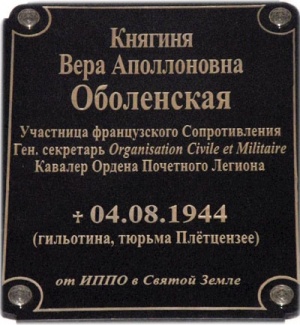 Княгиня
Вера Аполлоновна
Оболенская
Участница французского Сопротивления
Ген. секретарь Organisation Civile et Militaire
Кавалер Ордена Почетного Легиона
✝ 04.08.1944
(гильотина, тюрьма Плётцензее)
от ИППО в Святой Земле